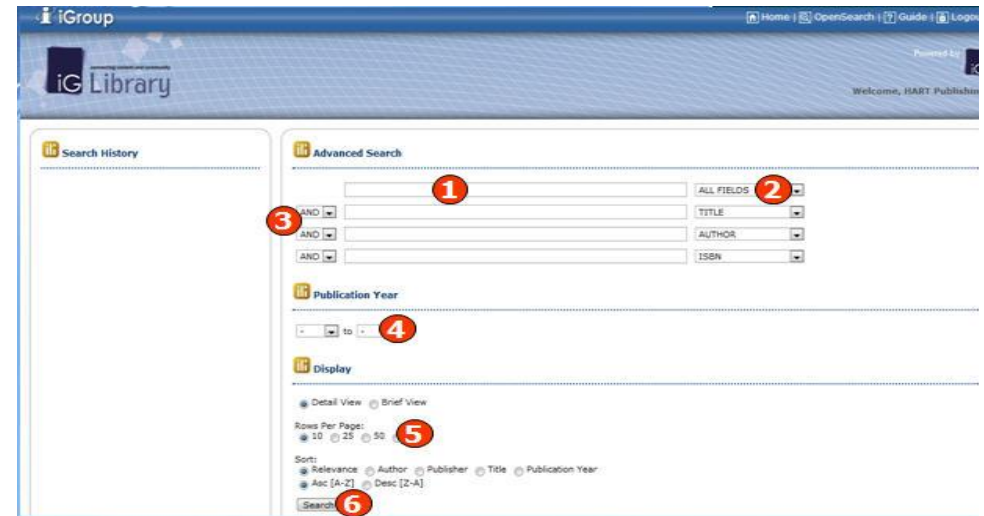 iGroup
Home | OpenSearch | ? Guide | Logou
iG Library
Powered by
Welcome, HART Publishin
Search History
Advanced Search
1
ALL FIELDS 2
3 AND TITLE
AND AUTHOR
AND ISBN
Publication Year
- to - 4
Display
Detail View Brief View
Rows Per Page:
10 25 50 5
Sort:
Relevance Author Publisher Title Publication Year
Asc [A-Z] Desc [Z-A]
Search 6